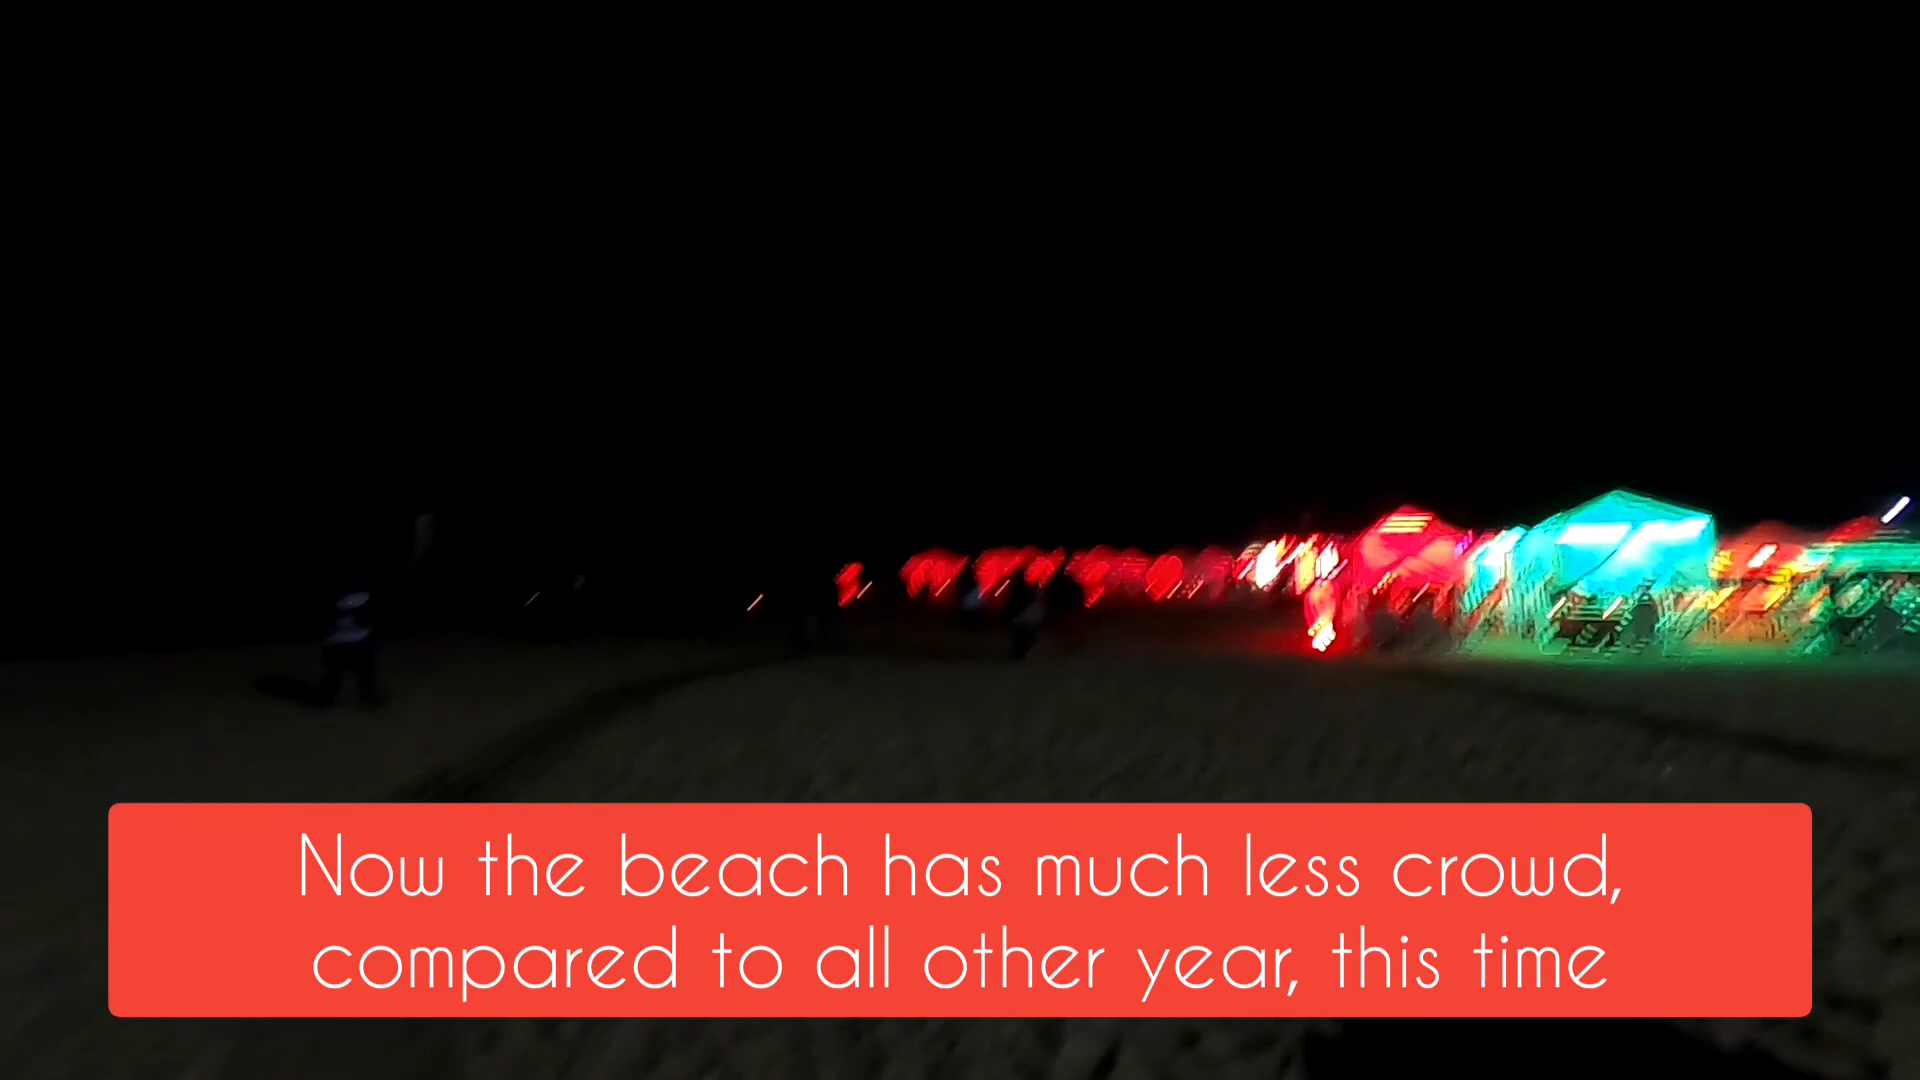 Now the beach has much less crowd,
compared to all other year, this time